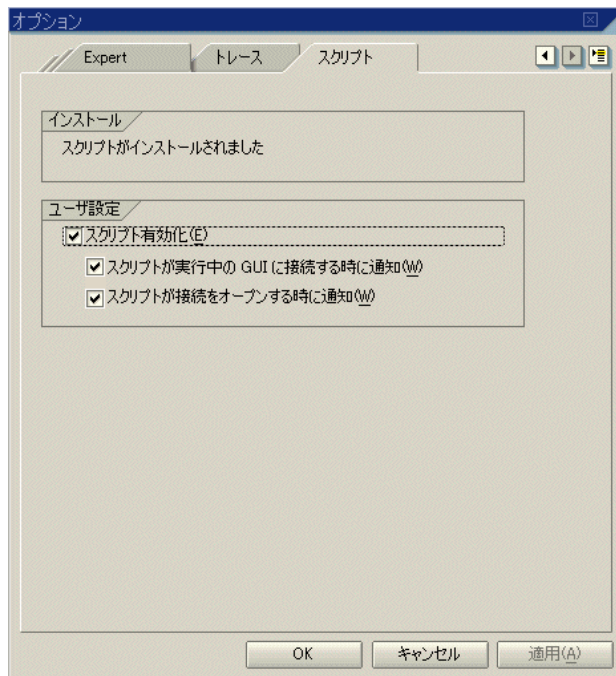 オプション
Expert
トレース
スクリプト
インストール
スクリプトがインストールされました
ユーザ設定
スクリプト有効化(E)
スクリプトが実行中の GUI に接続する時に通知(W)
スクリプトが接続をオープンする時に通知(W)
OK
キャンセル
適用(A)